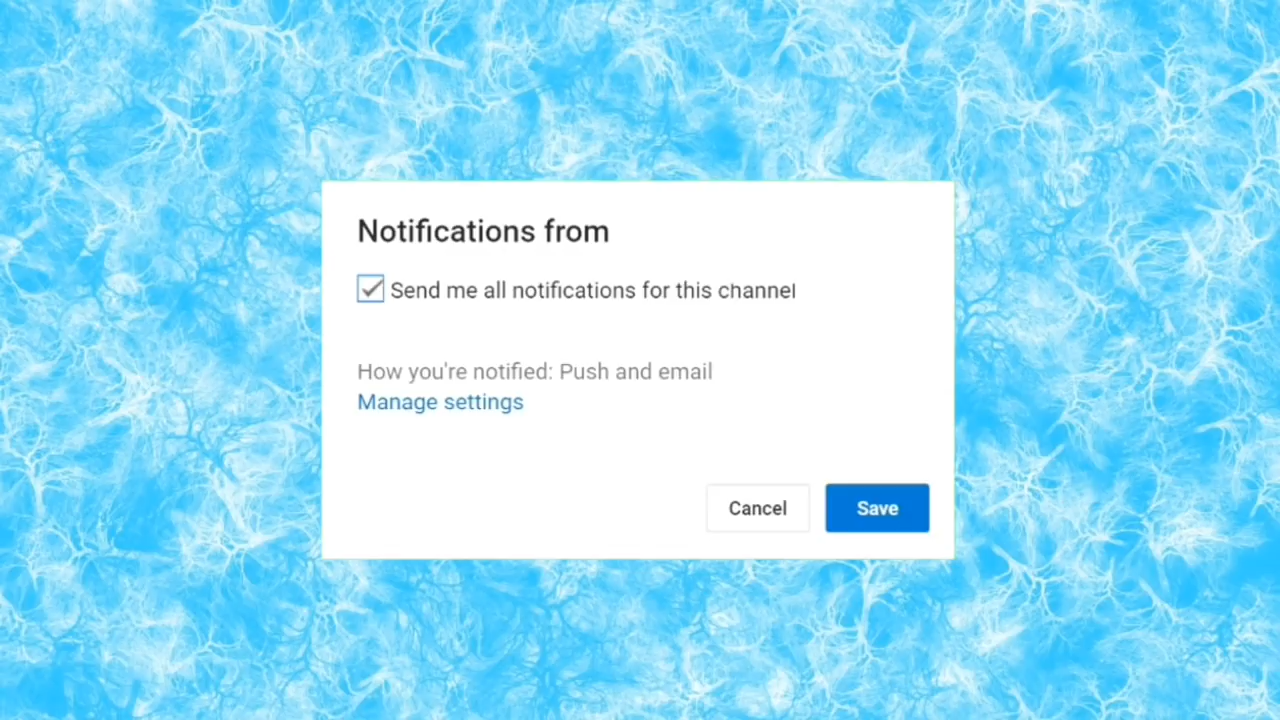 Notifications from
Send me all notifications for this channel
How you're notified: Push and email
Manage settings
Cancel Save